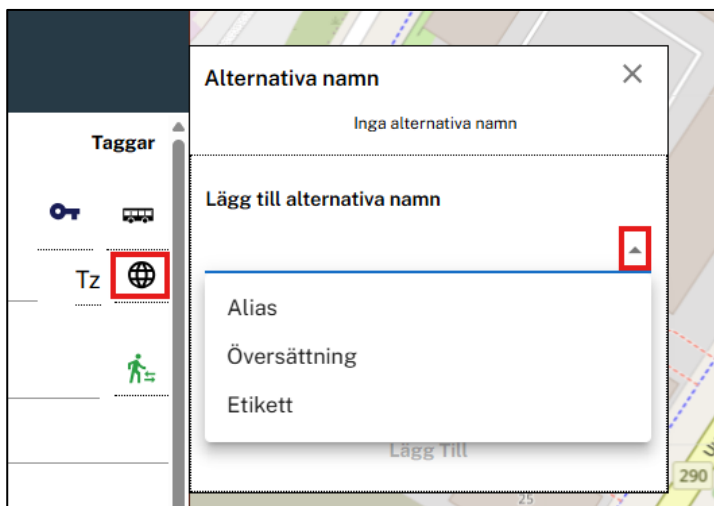 Alternativa namn
Inga alternativa namn
Taggar
Lägg till alternativa namn
Tz
Alias
Översättning
Etikett
Lägg Till
290
25